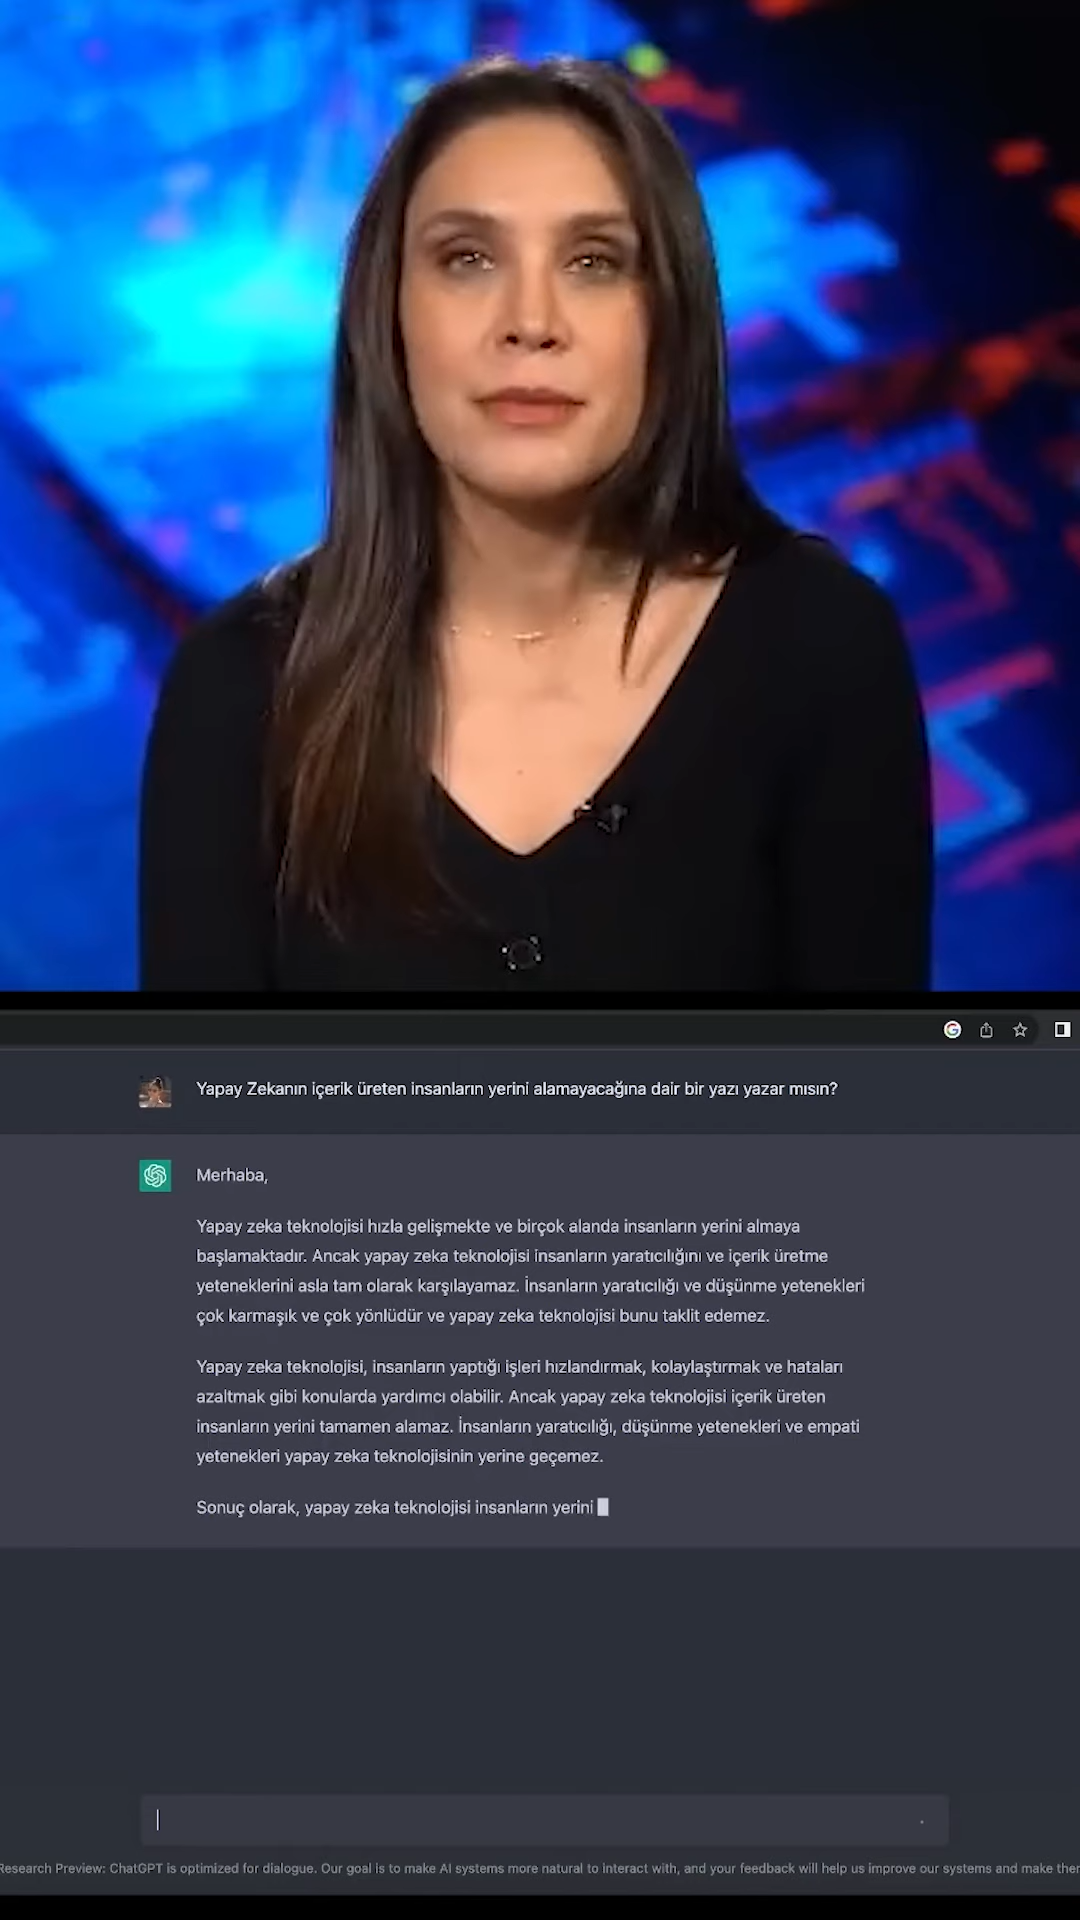 Yapay Zekanın içerik üreten insanların yerini alamayacağına dair bir yazı yazar mısın?
Merhaba,
Yapay zeka teknolojisi hızla gelişmekte ve birçok alanda insanların yerini almaya
başlamaktadır. Ancak yapay zeka teknolojisi insanların yaratıcılığını ve içerik üretme
yeteneklerini asla tam olarak karşılayamaz. İnsanların yaratıcılığı ve düşünme yetenekleri
çok karmaşık ve çok yönlüdür ve yapay zeka teknolojisi bunu taklit edemez.
Yapay zeka teknolojisi, insanların yaptığı işleri hızlandırmak, kolaylaştırmak ve hataları
azaltmak gibi konularda yardımcı olabilir. Ancak yapay zeka teknolojisi içerik üreten
insanların yerini tamamen alamaz. İnsanların yaratıcılığı, düşünme yetenekleri ve empati
yetenekleri yapay zeka teknolojisinin yerine geçemez.
Sonuç olarak, yapay zeka teknolojisi insanların yerini
Research Preview: ChatGPT is optimized for dialogue. Our goal is to make AI systems more natural to interact with, and your feedback will help us improve our systems and make